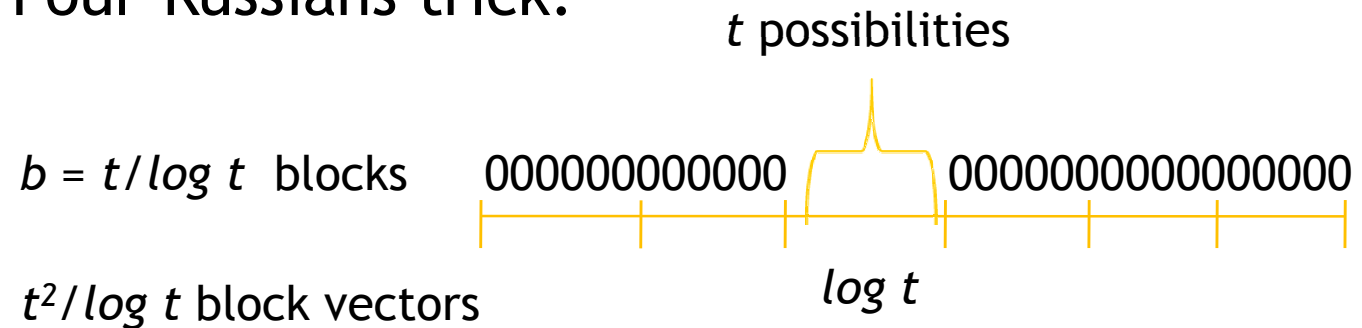 Four Russians trick:
t possibilities
b = t/log t blocks 000000000000 0000000000000000
log t
t²/log t block vectors